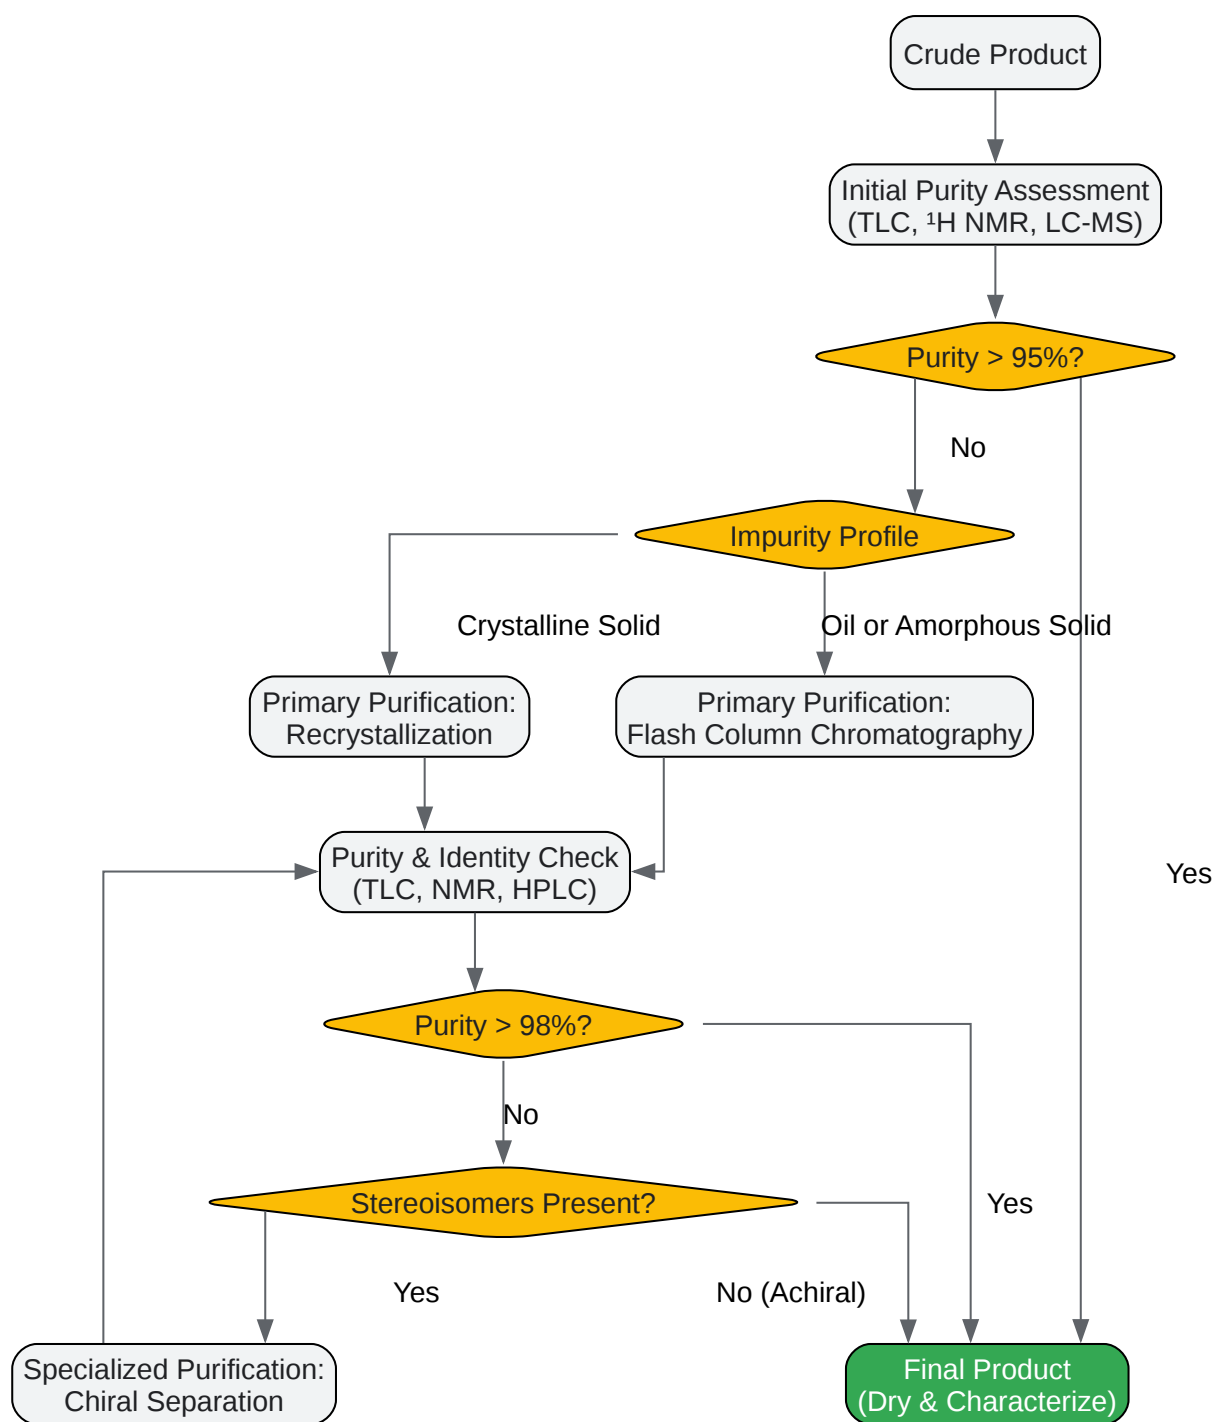 Crude Product
Initial Purity Assessment
(TLC, ¹H NMR, LC-MS)
Purity > 95%?
No
Impurity Profile
Crystalline Solid
Oil or Amorphous Solid
Primary Purification:
Recrystallization
Primary Purification:
Flash Column Chromatography
Purity & Identity Check
(TLC, NMR, HPLC)
Yes
Purity > 98%?
No
Stereoisomers Present?
Yes
Yes
No (Achiral)
Specialized Purification:
Chiral Separation
Final Product
(Dry & Characterize)